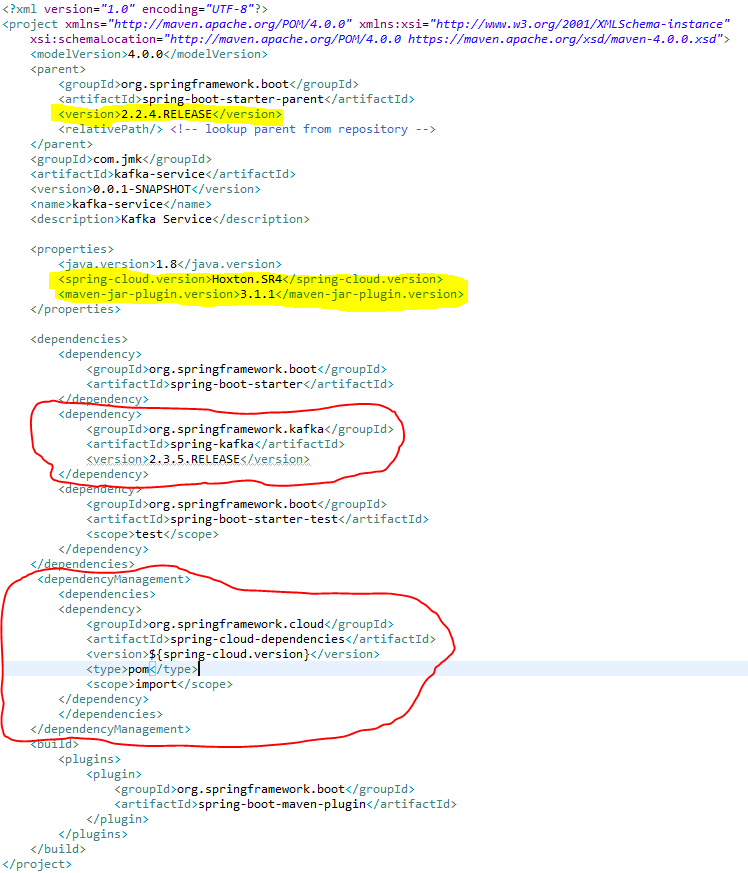 <?xml version="1.0" encoding="UTF-8"?>
<project xmlns="http://maven.apache.org/POM/4.0.0" xmlns:xsi="http://www.w3.org/2001/XMLSchema-instance"
    xsi:schemaLocation="http://maven.apache.org/POM/4.0.0 https://maven.apache.org/xsd/maven-4.0.0.xsd">
    <modelVersion>4.0.0</modelVersion>
    <parent>
        <groupId>org.springframework.boot</groupId>
        <artifactId>spring-boot-starter-parent</artifactId>
        <version>2.2.4.RELEASE</version>
        <relativePath/> <!-- lookup parent from repository -->
    </parent>
    <groupId>com.jmk</groupId>
    <artifactId>kafka-service</artifactId>
    <version>0.0.1-SNAPSHOT</version>
    <name>kafka-service</name>
    <description>Kafka Service</description>

    <properties>
        <java.version>1.8</java.version>
        <spring-cloud.version>Hoxton.SR4</spring-cloud.version>
        <maven-jar-plugin.version>3.1.1</maven-jar-plugin.version>
    </properties>

    <dependencies>
        <dependency>
            <groupId>org.springframework.boot</groupId>
            <artifactId>spring-boot-starter</artifactId>
        </dependency>
        <dependency>
            <groupId>org.springframework.kafka</groupId>
            <artifactId>spring-kafka</artifactId>
            <version>2.3.5.RELEASE</version>
        </dependency>
        <dependency>
            <groupId>org.springframework.boot</groupId>
            <artifactId>spring-boot-starter-test</artifactId>
            <scope>test</scope>
        </dependency>
    </dependencies>
     <dependencyManagement>
        <dependencies>
        <dependency>
            <groupId>org.springframework.cloud</groupId>
            <artifactId>spring-cloud-dependencies</artifactId>
            <version>${spring-cloud.version}</version>
            <type>pom</type>
            <scope>import</scope>
        </dependency>
        </dependencies>
    </dependencyManagement>
    <build>
        <plugins>
            <plugin>
                <groupId>org.springframework.boot</groupId>
                <artifactId>spring-boot-maven-plugin</artifactId>
            </plugin>
        </plugins>
    </build>
</project>